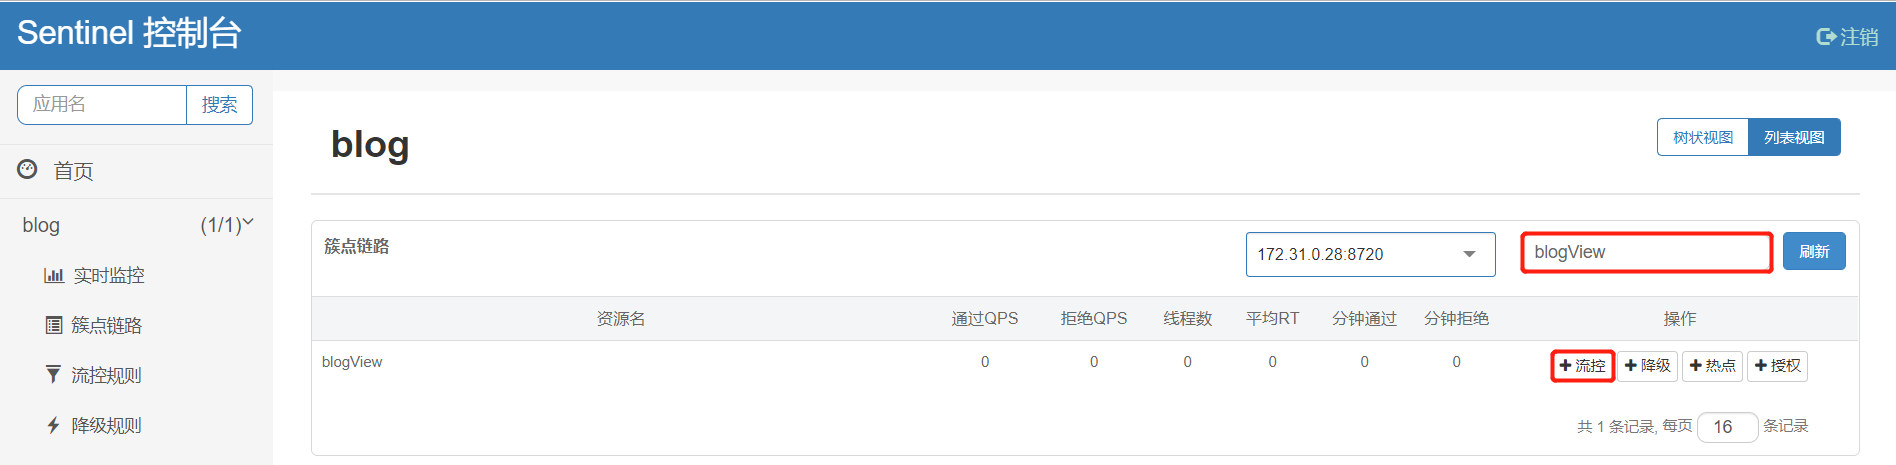 Sentinel 控制台
注销
应用名 搜索
首页
blog (1/1)
实时监控
簇点链路
流控规则
降级规则
blog
树状视图 列表视图
簇点链路 172.31.0.28:8720 blogView 刷新
资源名 通过QPS 拒绝QPS 线程数 平均RT 分钟通过 分钟拒绝 操作
blogView 0 0 0 0 0 0 +流控 +降级 +热点 +授权
共 1 条记录, 每页 16 条记录